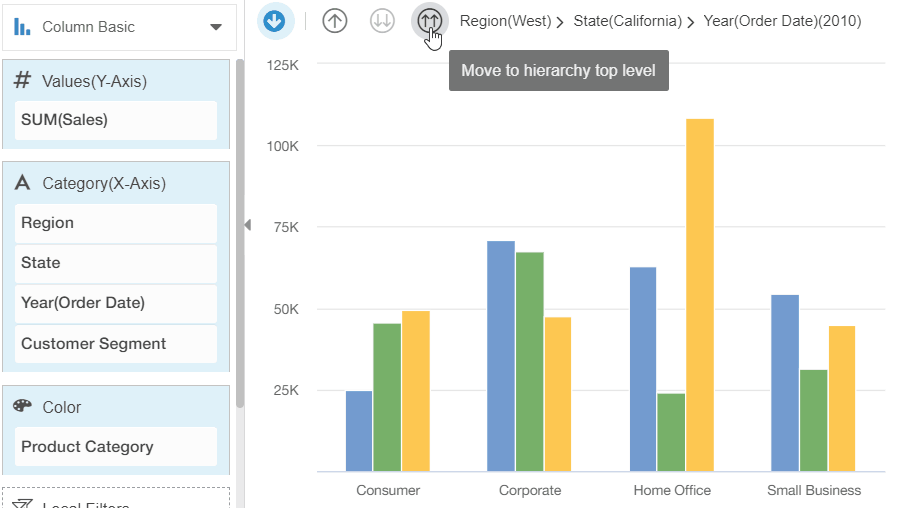 Column Basic
Region(West) > State(California) > Year(Order Date)(2010)
Move to hierarchy top level
# Values(Y-Axis)
SUM(Sales)
A Category(X-Axis)
Region
State
Year(Order Date)
Customer Segment
Color
Product Category
Local Filters
125K
100K
75K
50K
25K
Consumer Corporate Home Office Small Business